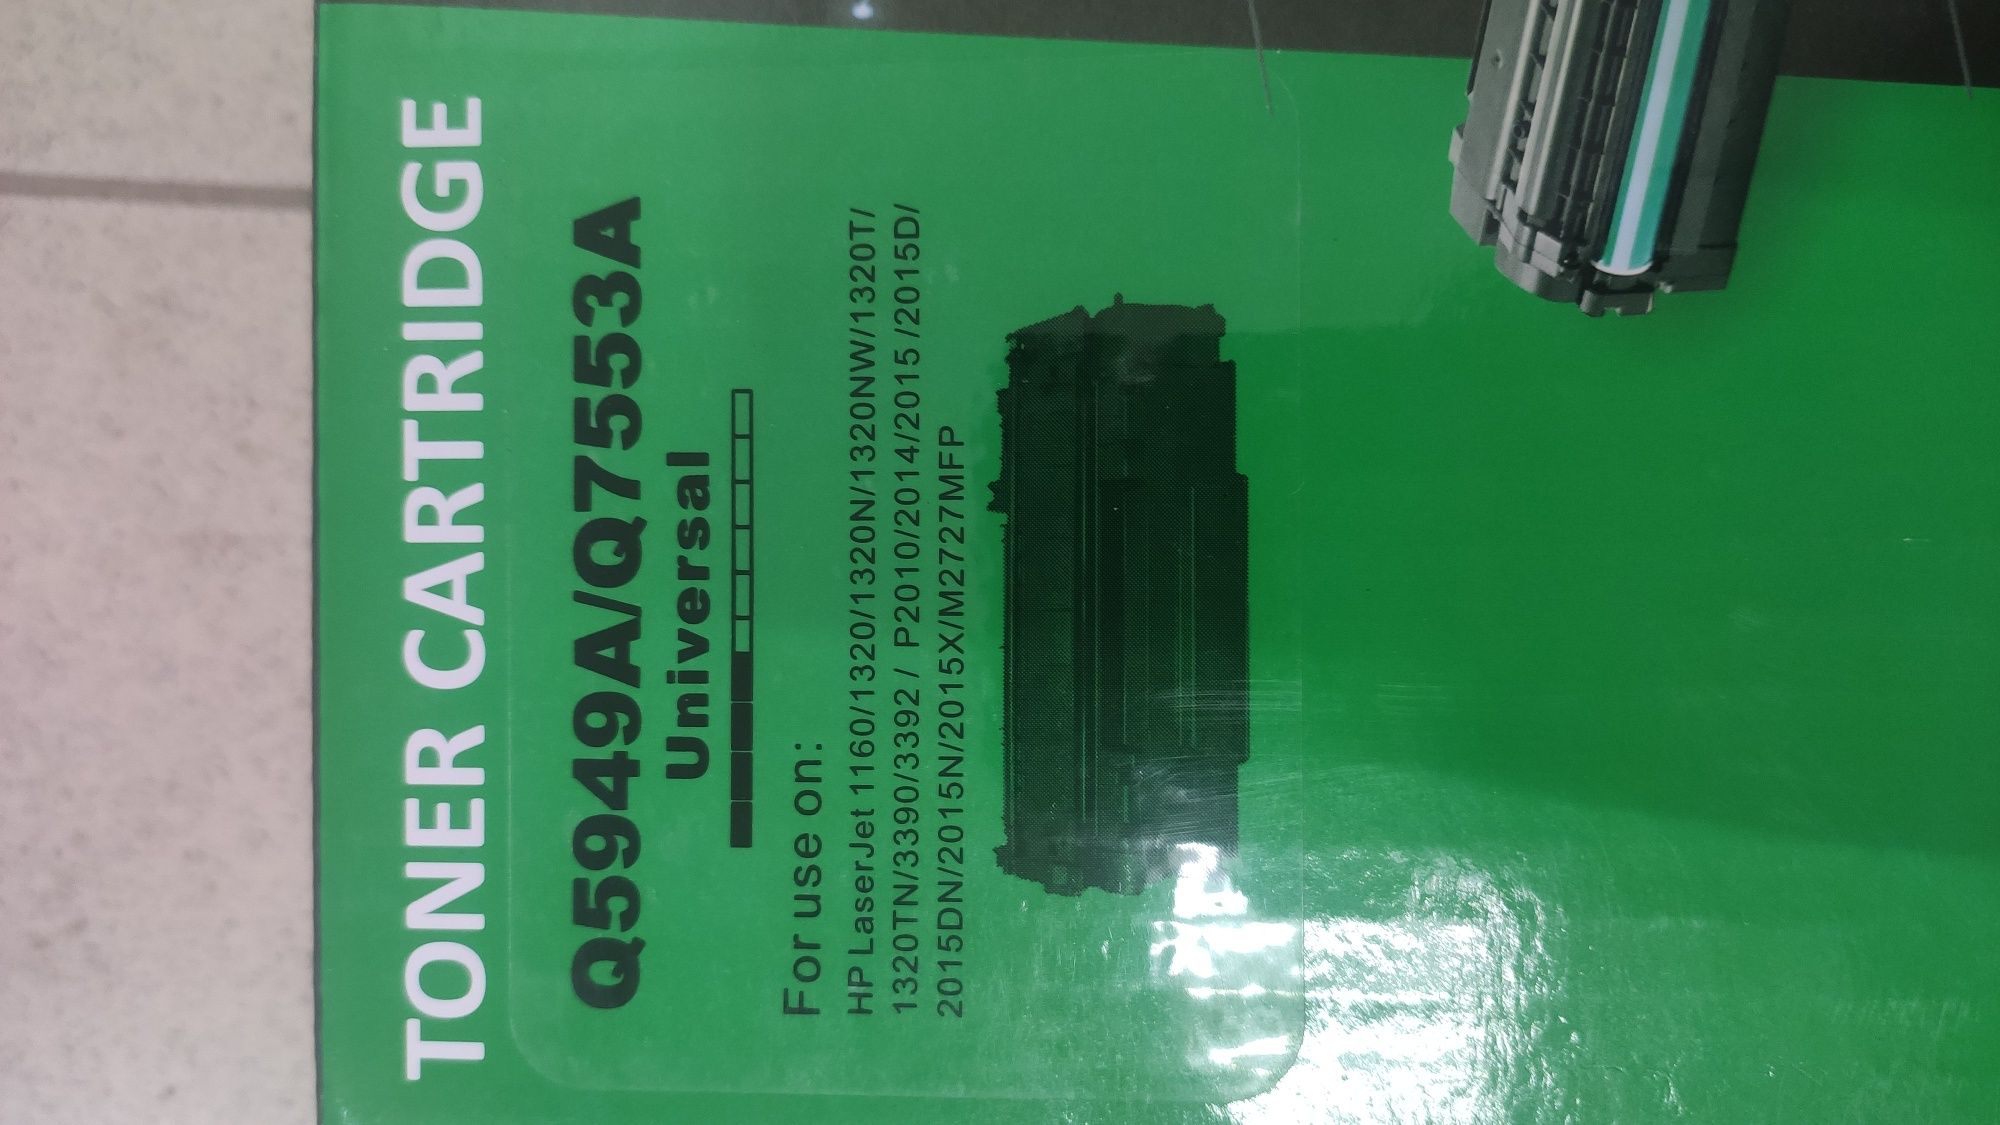 TONER CARTRIDGE
Q5949A/Q7553A
Universal
For use on:
HP LaserJet 1160/1320/1320N/1320NW/1320T/
1320TN/3390/3392 / P2010/2014/2015 /2015D/
2015DN/2015N/2015X/M2727MFP